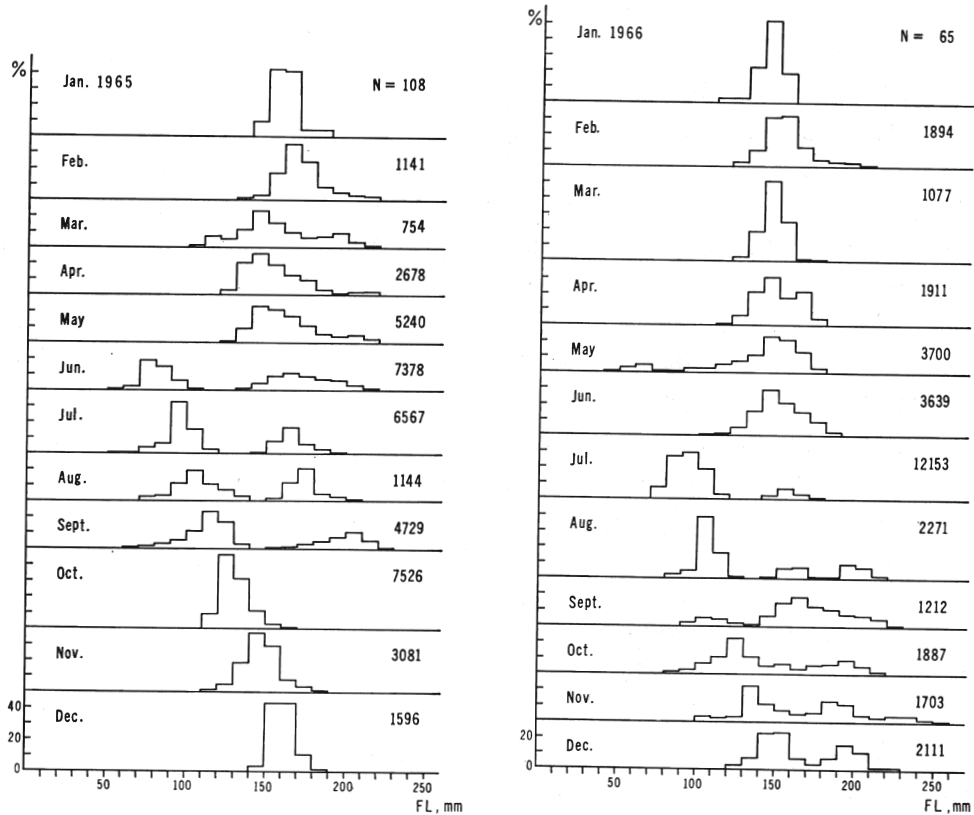 %
Jan. 1965 N = 108
Feb. 1141
Mar. 754
Apr. 2678
May 5240
Jun. 7378
Jul. 6567
Aug. 1144
Sept. 4729
Oct. 7526
Nov. 3081
40
Dec. 1596
20
0
50 100 150 200 250
FL, mm
%
Jan. 1966 N = 65
Feb. 1894
Mar. 1077
Apr. 1911
May 3700
Jun. 3639
Jul. 12153
Aug. 2271
Sept. 1212
Oct. 1887
Nov. 1703
20
Dec. 2111
0
50 100 150 200 250
FL, mm